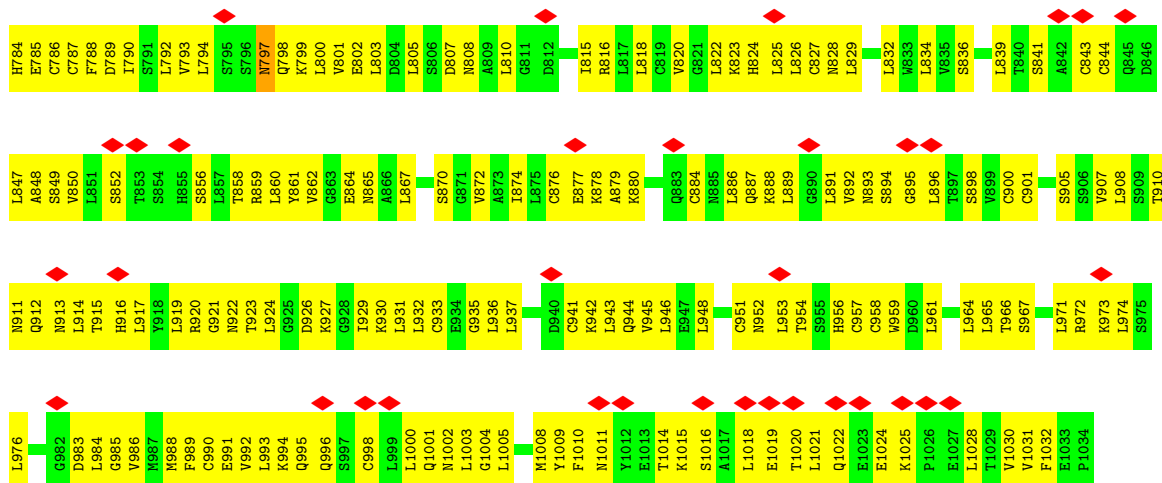 H784 E785 C786 C787 F788 D789 I790 S791 L792 V793 L794 S795 S796 N797 Q798 K799 L800 V801 E802 L803 D804 L805 S806 D807 N808 A809 L810 G811 D812 I815 R816 L817 L818 C819 V820 G821 L822 K823 H824 L825 L826 C827 N828 L829 L832 W833 L834 V835 S836 L839 T840 S841 A842 C843 C844 Q845 D846
L847 A848 S849 V850 L851 S852 T853 S854 H855 S856 L857 T858 R859 L860 Y861 V862 G863 E864 N865 A866 L867 S870 G871 V872 A873 I874 L875 C876 E877 K878 A879 K880 Q883 C884 N885 L886 Q887 K888 L889 G890 L891 V892 N893 S894 G895 L896 T897 S898 V899 C900 C901 S905 S906 V907 L908 S909 T910
N911 Q912 N913 L914 T915 H916 L917 Y918 L919 R920 G921 N922 T923 L924 G925 D926 K927 G928 I929 K930 L931 L932 C933 E934 G935 L936 L937 D940 C941 K942 L943 Q944 V945 L946 E947 L948 C951 N952 L953 T954 S955 H956 C957 C958 W959 D960 L961 L964 L965 T966 S967 L971 R972 K973 L974 S975
L976 G982 D983 L984 G985 V986 M987 M988 F989 C990 E991 V992 L993 K994 Q995 Q996 S997 C998 L999 L1000 Q1001 N1002 L1003 G1004 L1005 M1008 Y1009 F1010 N1011 Y1012 E1013 T1014 K1015 S1016 A1017 L1018 E1019 T1020 L1021 Q1022 E1023 E1024 K1025 P1026 E1027 L1028 T1029 V1030 V1031 F1032 E1033 P1034